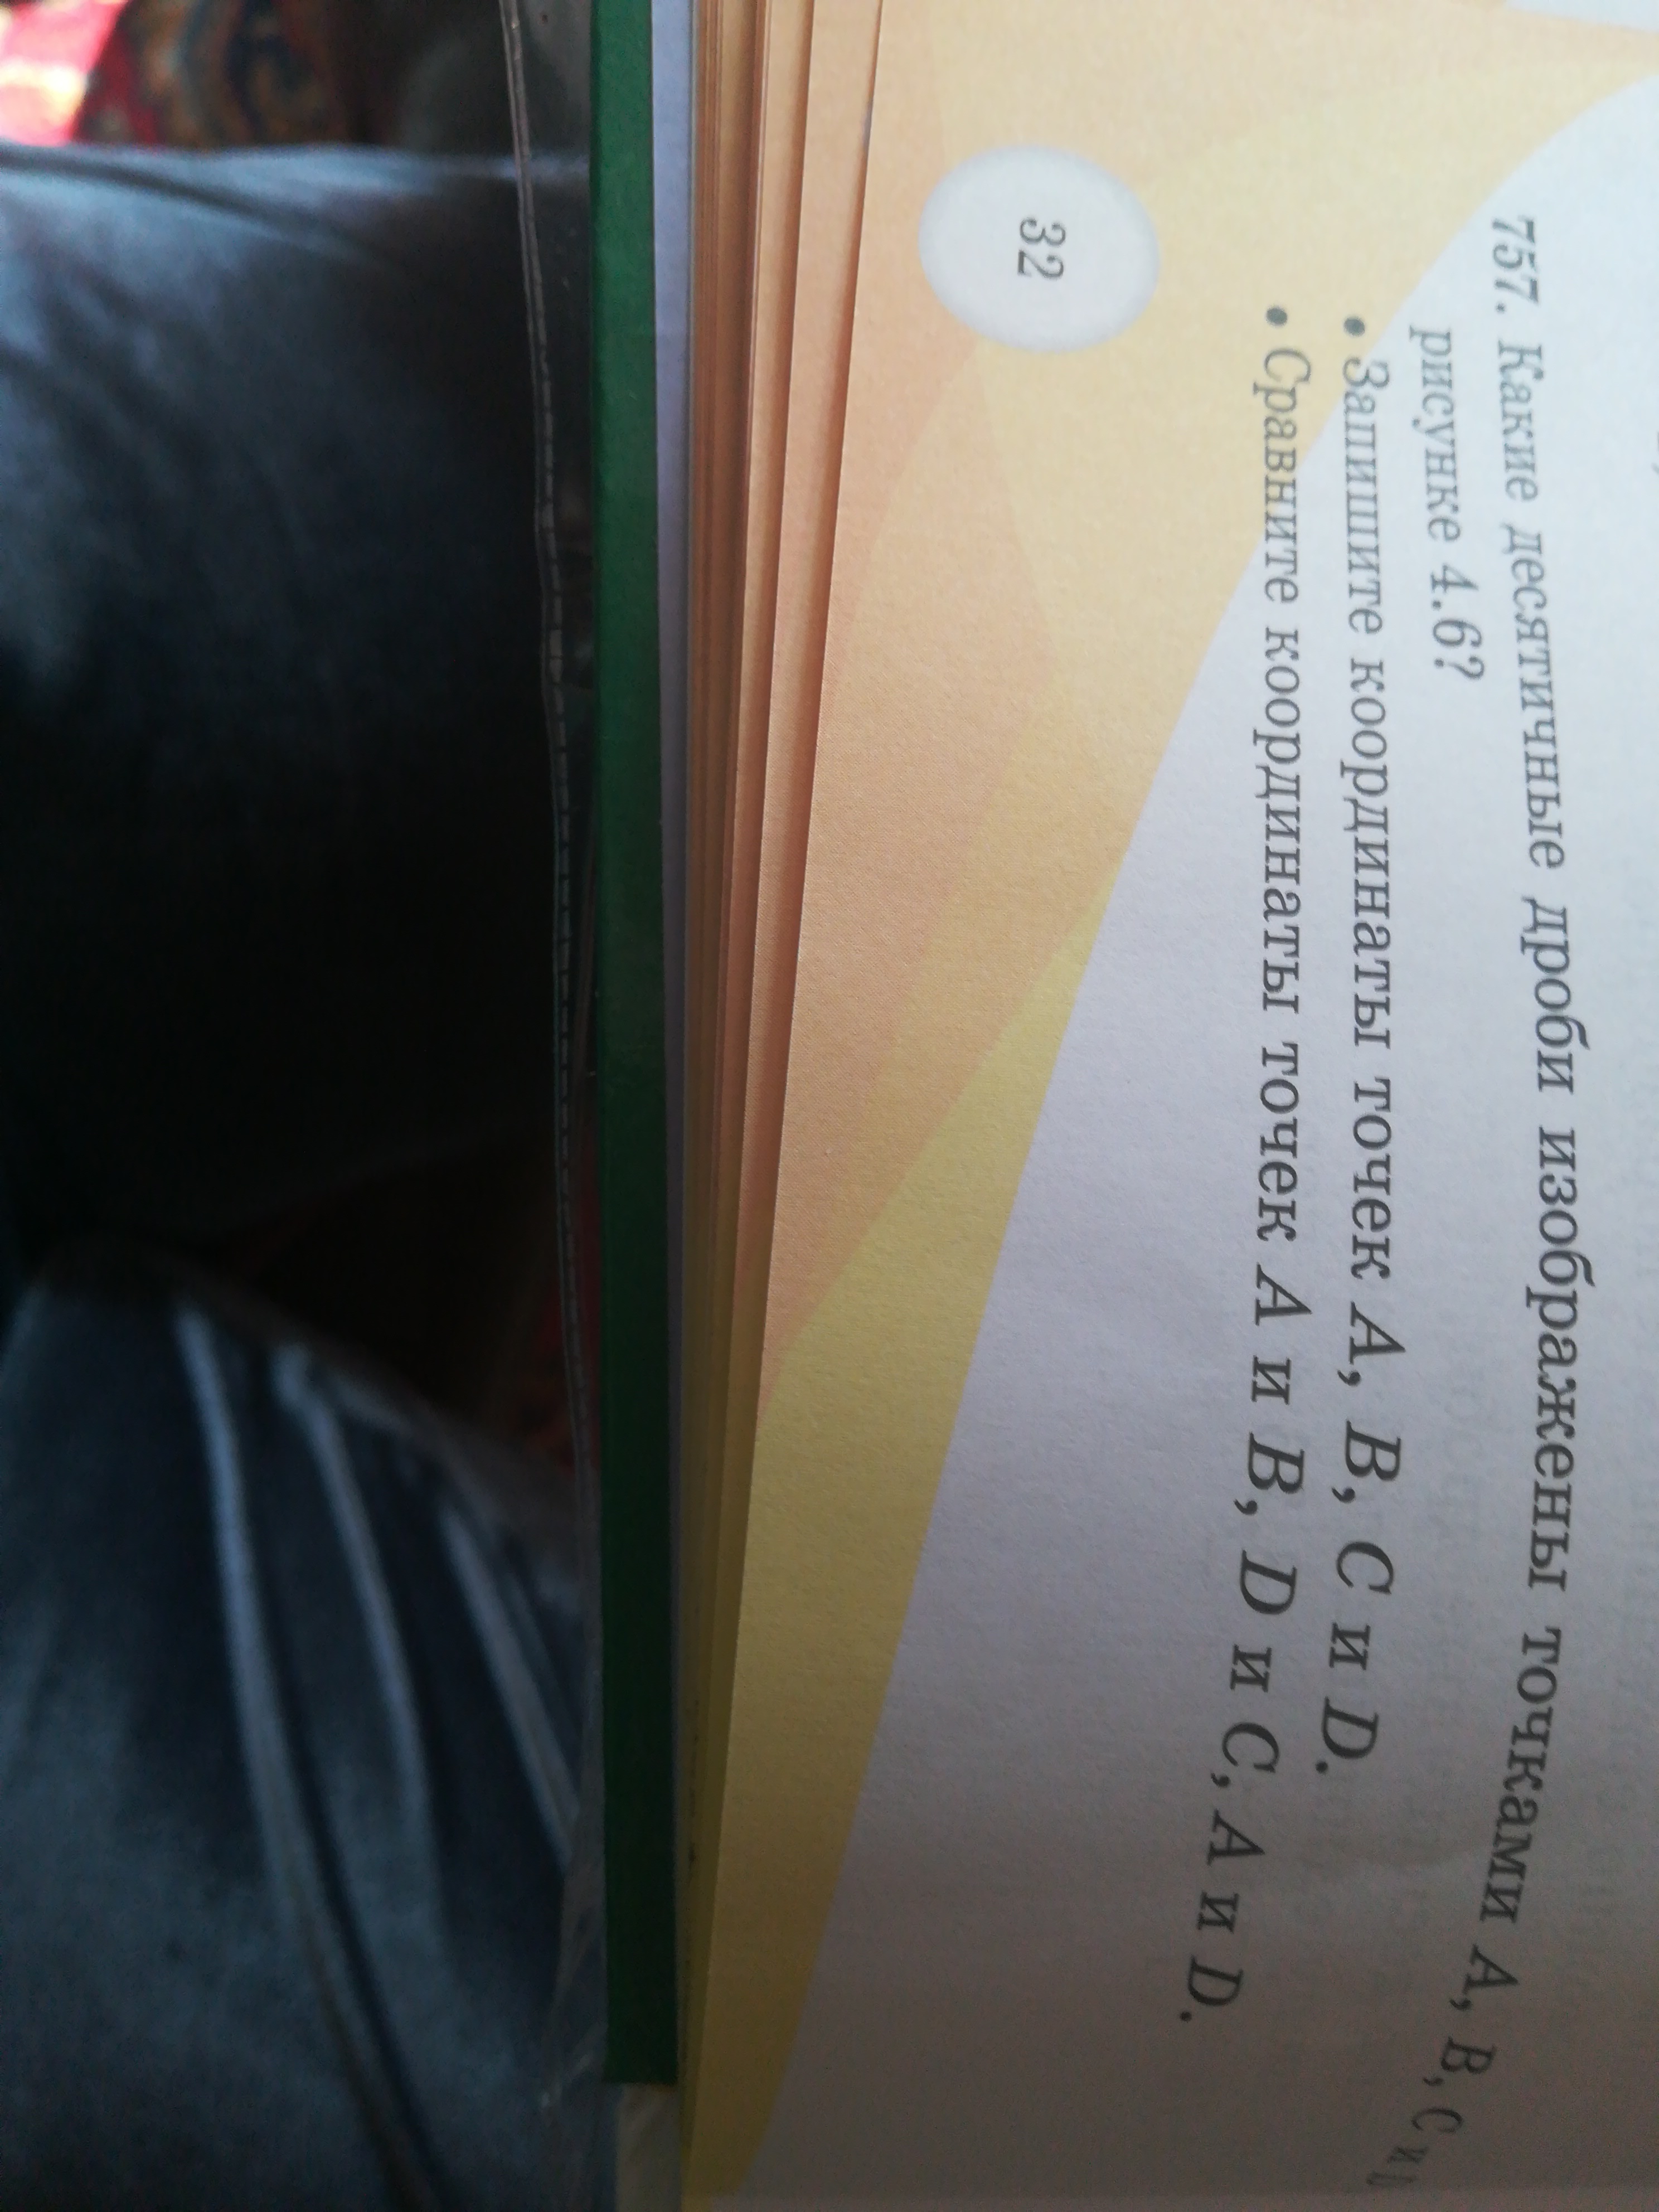 757. Какие десятичные дроби изображены точками A, B, C и
рисунке 4.6?
• Запишите координаты точек A, B, C и D.
• Сравните координаты точек A и B, D и C, A и D.
32